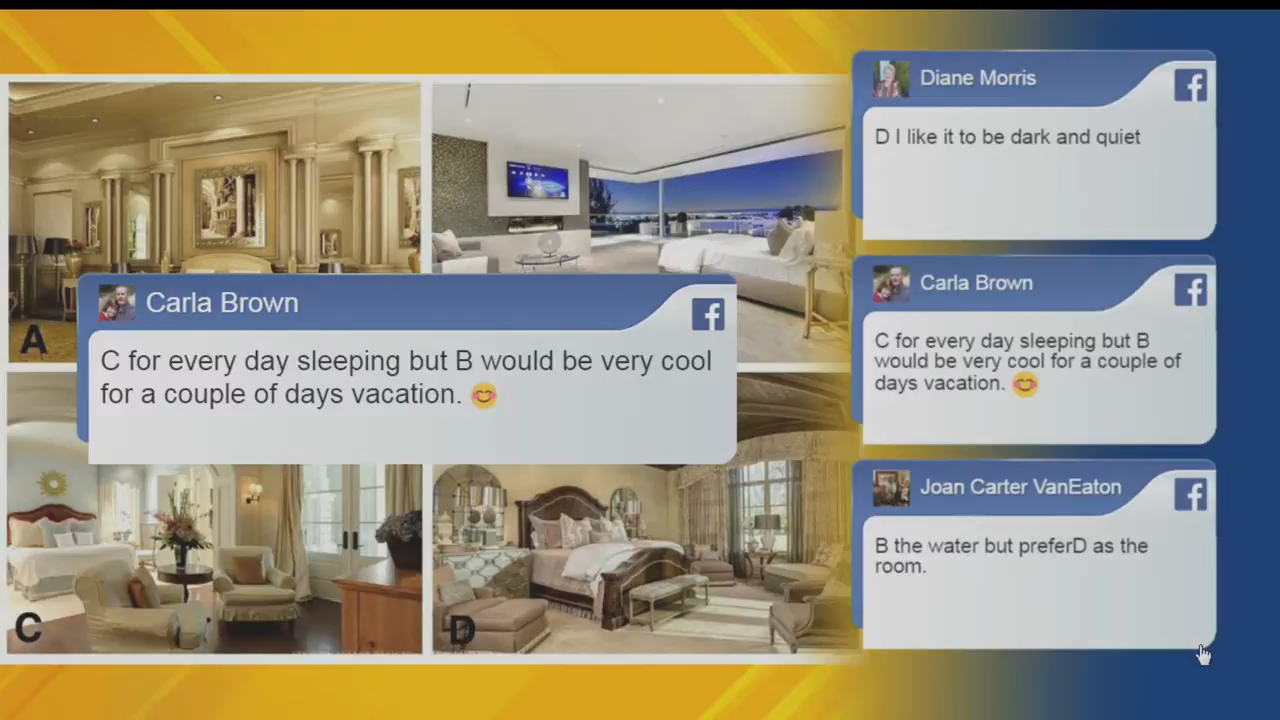 Diane Morris
D I like it to be dark and quiet
A
Carla Brown
C for every day sleeping but B would be very cool
for a couple of days vacation. 😊
Carla Brown
C for every day sleeping but B
would be very cool for a couple of
days vacation. 😊
Joan Carter VanEaton
B the water but preferD as the
room.
C
D